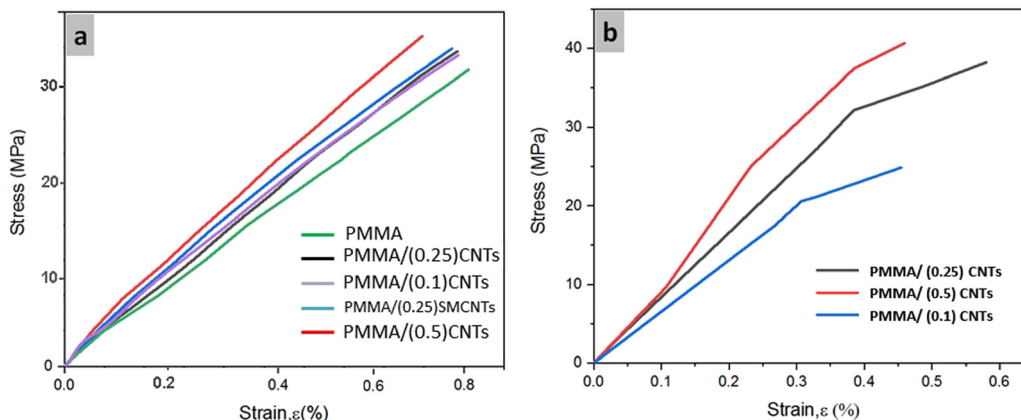 a
Stress (MPa)
30
20
10
0
0.0 0.2 0.4 0.6 0.8
Strain,ε(%)
PMMA
PMMA/(0.25)CNTs
PMMA/(0.1)CNTs
PMMA/(0.25)SMCNTs
PMMA/(0.5)CNTs
b
Stress (MPa)
40
30
20
10
0
0.0 0.1 0.2 0.3 0.4 0.5 0.6
Strain,ε (%)
PMMA/ (0.25) CNTs
PMMA/ (0.5) CNTs
PMMA/ (0.1) CNTs